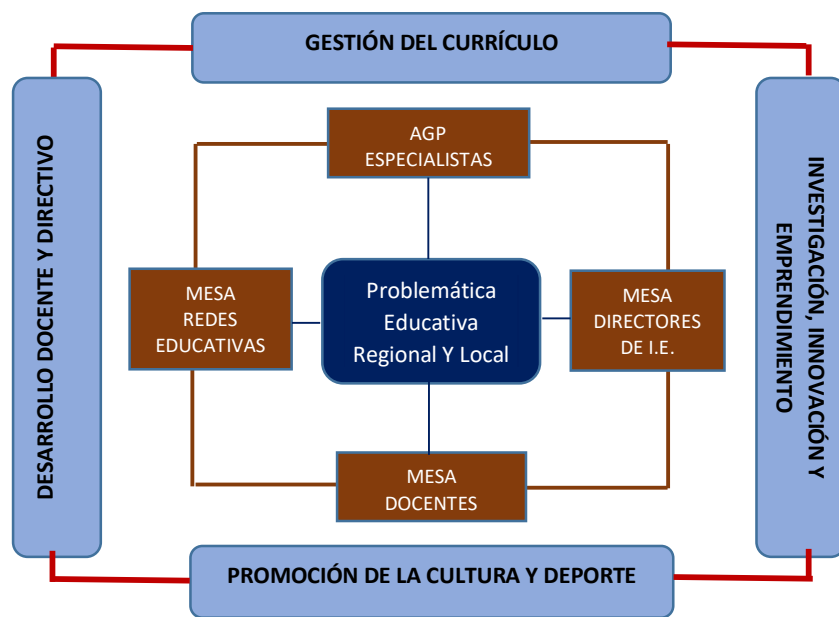 GESTIÓN DEL CURRÍCULO
DESARROLLO DOCENTE Y DIRECTIVO
AGP
ESPECIALISTAS
MESA
REDES
EDUCATIVAS
Problemática
Educativa
Regional Y Local
MESA
DIRECTORES
DE I.E.
MESA
DOCENTES
INVESTIGACIÓN, INNOVACIÓN Y
EMPRENDIMIENTO
PROMOCIÓN DE LA CULTURA Y DEPORTE